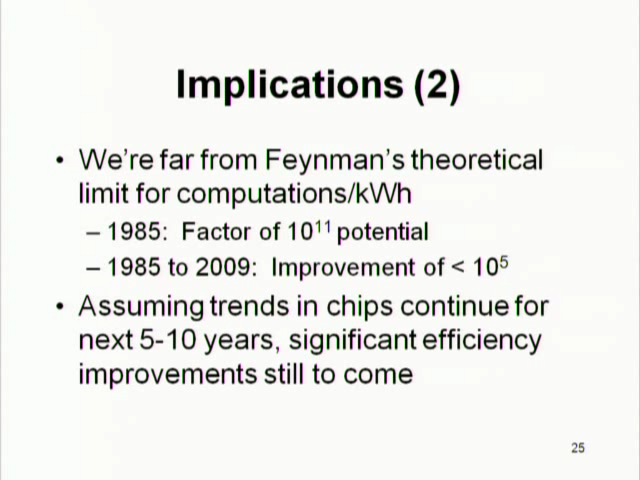 Implications (2)
• We're far from Feynman's theoretical
limit for computations/kWh
– 1985: Factor of 10¹¹ potential
– 1985 to 2009: Improvement of < 10⁵
• Assuming trends in chips continue for
next 5-10 years, significant efficiency
improvements still to come
25